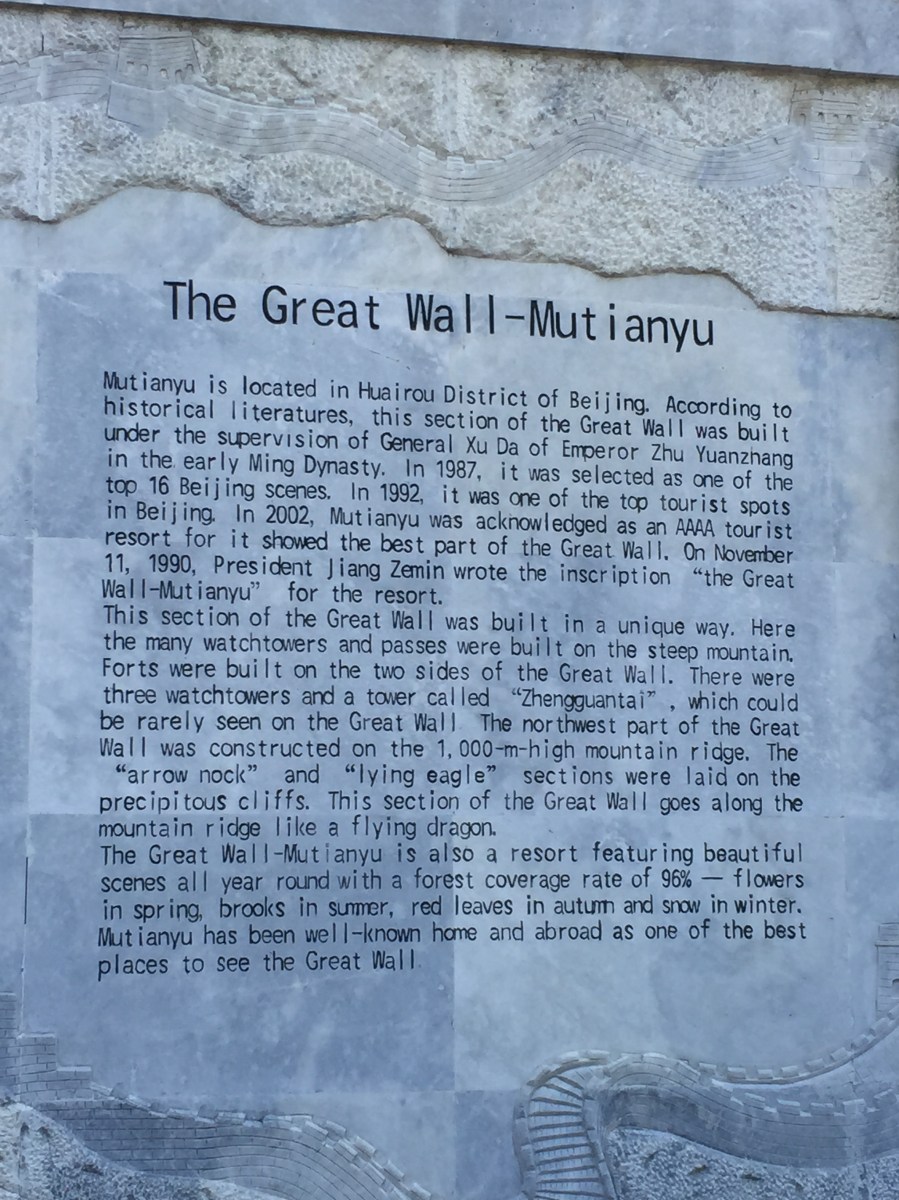 The Great Wall-Mutianyu
Mutianyu is located in Huairou District of Beijing. According to
historical literatures, this section of the Great Wall was built
under the supervision of General Xu Da of Emperor Zhu Yuanzhang
in the early Ming Dynasty. In 1987, it was selected as one of the
top 16 Beijing scenes. In 1992, it was one of the top tourist spots
in Beijing. In 2002, Mutianyu was acknowledged as an AAAA tourist
resort for it showed the best part of the Great Wall. On November
11, 1990, President Jiang Zemin wrote the inscription “the Great
Wall-Mutianyu” for the resort.
This section of the Great Wall was built in a unique way. Here
the many watchtowers and passes were built on the steep mountain.
Forts were built on the two sides of the Great Wall. There were
three watchtowers and a tower called “Zhengguantai”, which could
be rarely seen on the Great Wall. The northwest part of the Great
Wall was constructed on the 1,000-m-high mountain ridge. The
“arrow nock” and “lying eagle” sections were laid on the
precipitous cliffs. This section of the Great Wall goes along the
mountain ridge like a flying dragon.
The Great Wall-Mutianyu is also a resort featuring beautiful
scenes all year round with a forest coverage rate of 96% — flowers
in spring, brooks in summer, red leaves in autumn and snow in winter.
Mutianyu has been well-known home and abroad as one of the best
places to see the Great Wall.